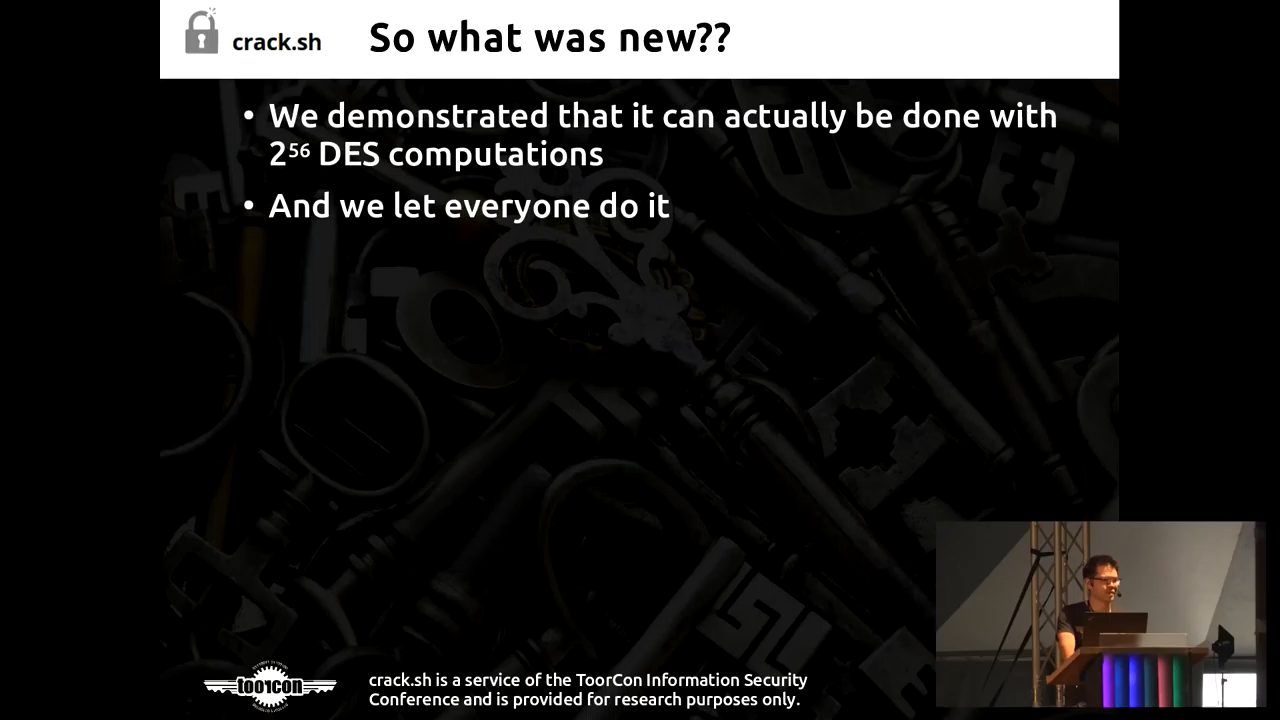 crack.sh
So what was new??
• We demonstrated that it can actually be done with
2⁵⁶ DES computations
• And we let everyone do it
toorcon
crack.sh is a service of the ToorCon Information Security
Conference and is provided for research purposes only.